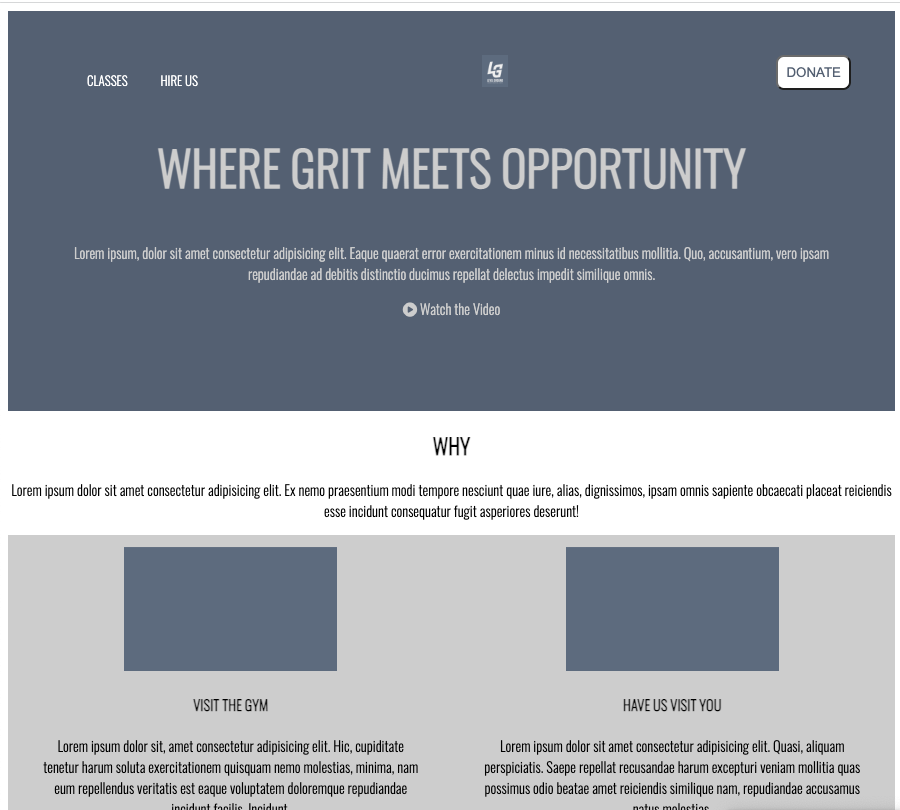 CLASSES HIRE US LG DONATE
WHERE GRIT MEETS OPPORTUNITY
Lorem ipsum, dolor sit amet consectetur adipisicing elit. Eaque quaerat error exercitationem minus id necessitatibus mollitia. Quo, accusantium, vero ipsam
repudiandae ad debitis distinctio ducimus repellat delectus impedit similique omnis.
Watch the Video
WHY
Lorem ipsum dolor sit amet consectetur adipisicing elit. Ex nemo praesentium modi tempore nesciunt quae iure, alias, dignissimos, ipsam omnis sapiente obcaecati placeat reiciendis
esse incidunt consequatur fugit asperiores deserunt!
VISIT THE GYM
Lorem ipsum dolor sit, amet consectetur adipisicing elit. Hic, cupiditate
tenetur harum soluta exercitationem quisquam nemo molestias, minima, nam
eum repellendus veritatis est eaque voluptatem doloremque repudiandae
incidunt facilis. Incidunt.
HAVE US VISIT YOU
Lorem ipsum dolor sit amet consectetur adipisicing elit. Quasi, aliquam
perspiciatis. Saepe repellat recusandae harum excepturi veniam mollitia quas
possimus odio beatae amet reiciendis similique nam, repudiandae accusamus
natus molestias.